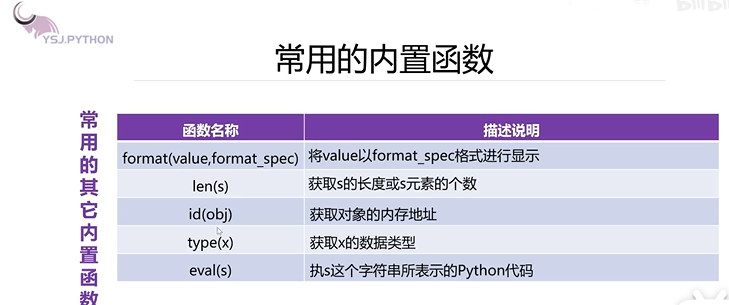 YSJ.PYTHON
bilibili
常用的内置函数
常用的其它内置函数
函数名称 描述说明
format(value,format_spec) 将value以format_spec格式进行显示
len(s) 获取s的长度或s元素的个数
id(obj) 获取对象的内存地址
type(x) 获取x的数据类型
eval(s) 执s这个字符串所表示的Python代码